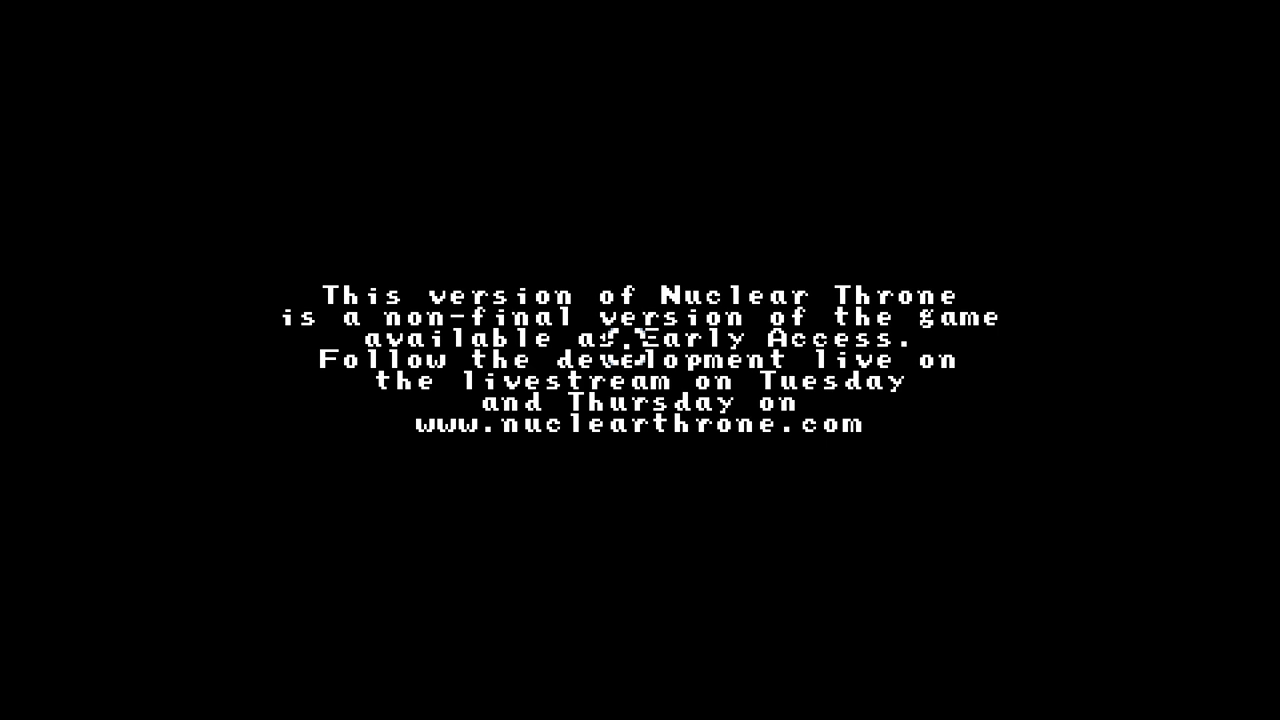 This version of Nuclear Throne
is a non-final version of the game
available as Early Access.
Follow the development live on
the livestream on Tuesday
and Thursday on
www.nuclearthrone.com